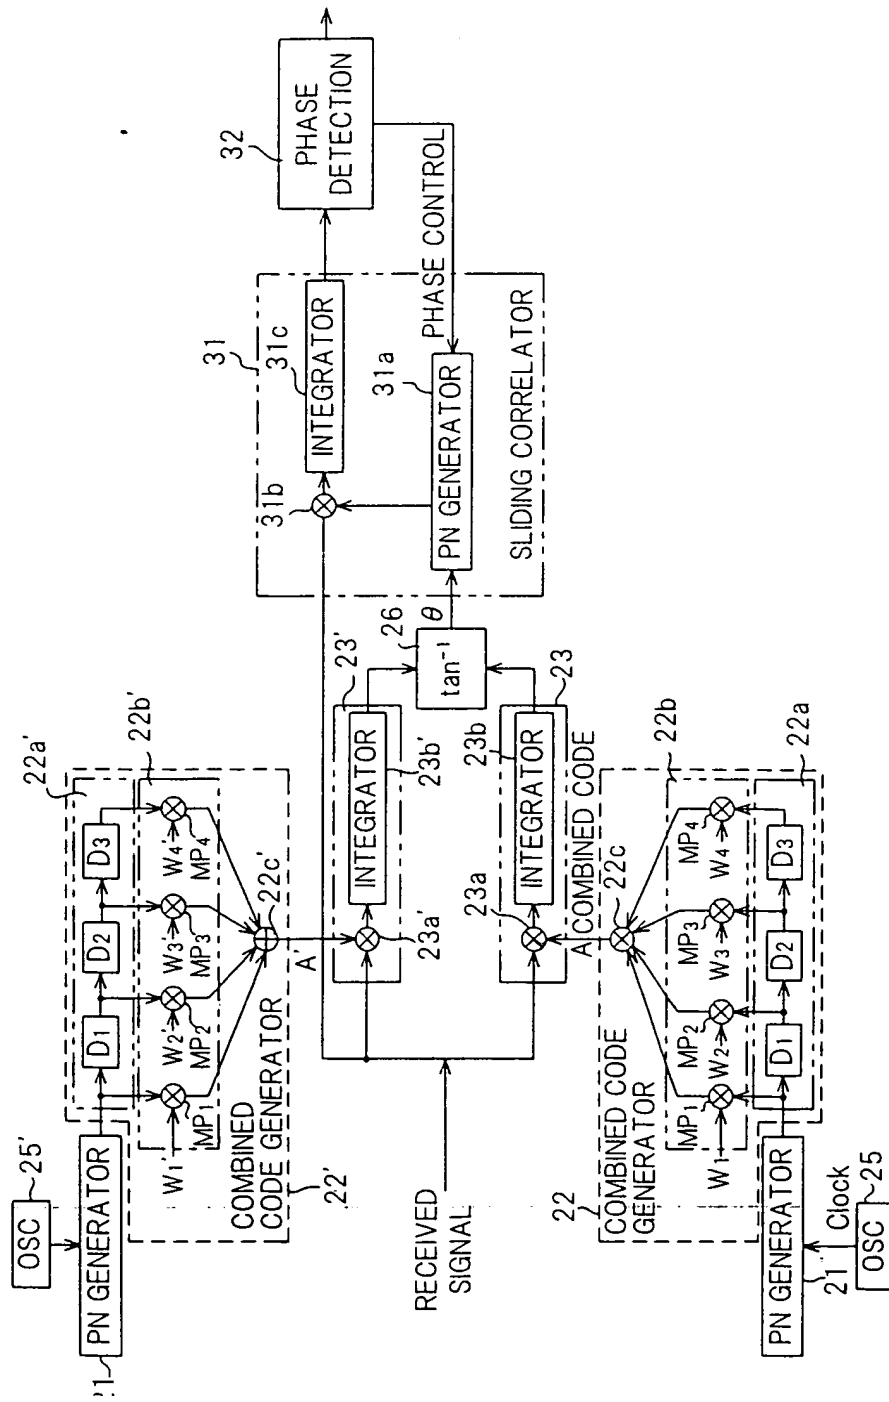 OSC
25'
PN GENERATOR
21
D1
D2
D3
22a'
W1'
MP1
W2'
MP2
W3'
MP3
W4'
MP4
22b'
COMBINED
CODE GENERATOR
22'
22c'
A'
23a'
INTEGRATOR
23b'
23'
RECEIVED
SIGNAL
tan-1
26
θ
31b
INTEGRATOR
31c
31
PN GENERATOR
31a
SLIDING CORRELATOR
PHASE CONTROL
PHASE
DETECTION
32
23a
INTEGRATOR
23b
23
A COMBINED CODE
22c
COMBINED CODE
GENERATOR
22
W1
MP1
W2
MP2
W3
MP3
W4
MP4
22b
D1
D2
D3
22a
PN GENERATOR
21
Clock
OSC
25